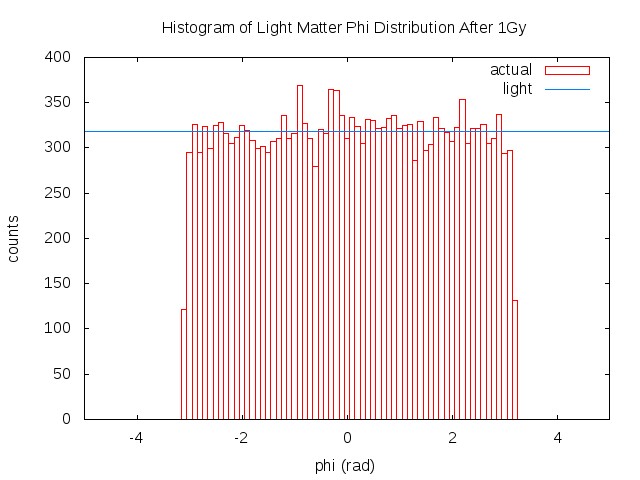 Histogram of Light Matter Phi Distribution After 1Gy
actual
light
400
350
300
250
200
150
100
50
0
counts
-4 -2 0 2 4
phi (rad)